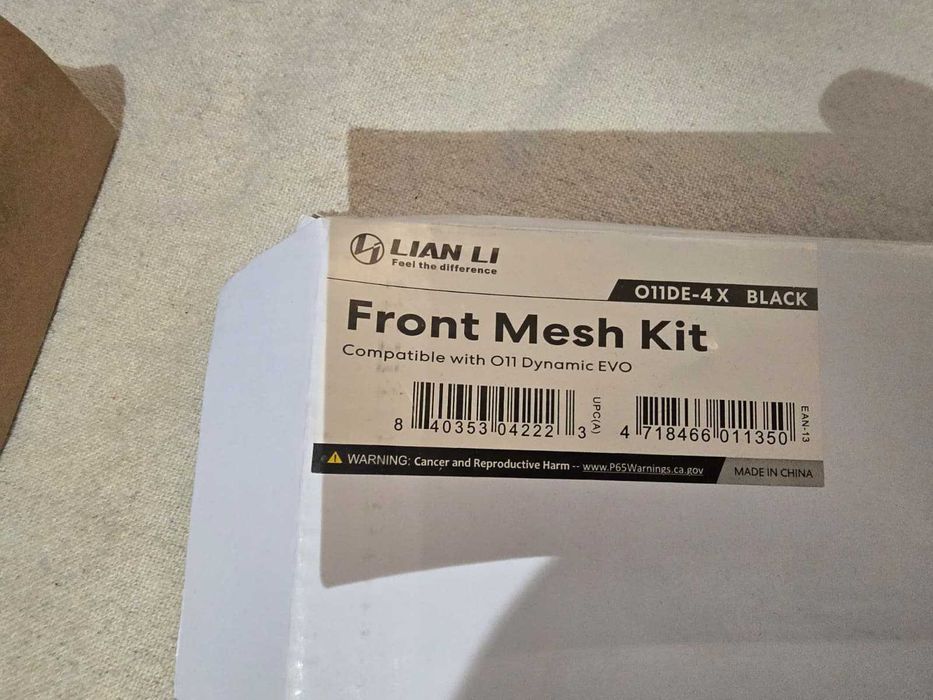 LIAN LI
Feel the difference
O11DE-4X BLACK
Front Mesh Kit
Compatible with O11 Dynamic EVO
8 40353 04222 3
UPC(A)
4 718466 011350
EAN-13
WARNING: Cancer and Reproductive Harm -- www.P65Warnings.ca.gov
MADE IN CHINA